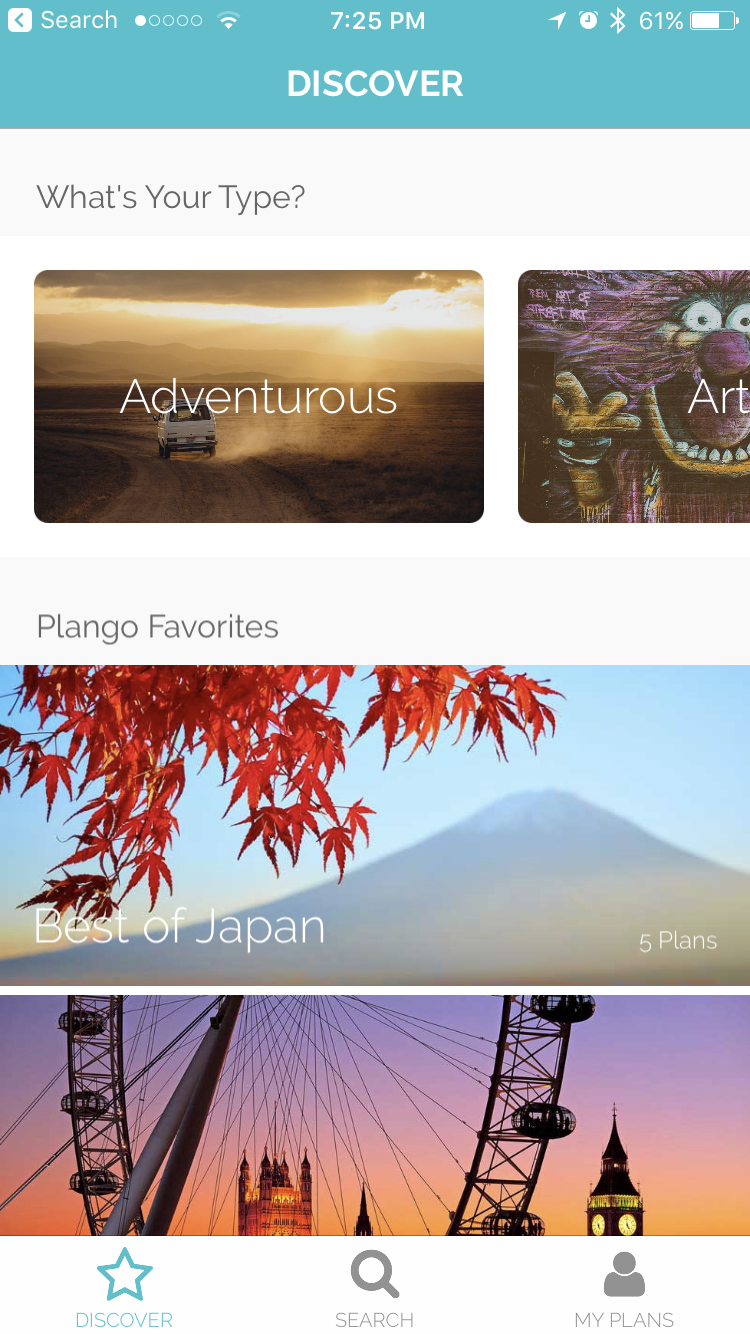 Search 7:25 PM 61%
DISCOVER
What's Your Type?
Adventurous
Art
Plango Favorites
Best of Japan
5 Plans
DISCOVER SEARCH MY PLANS